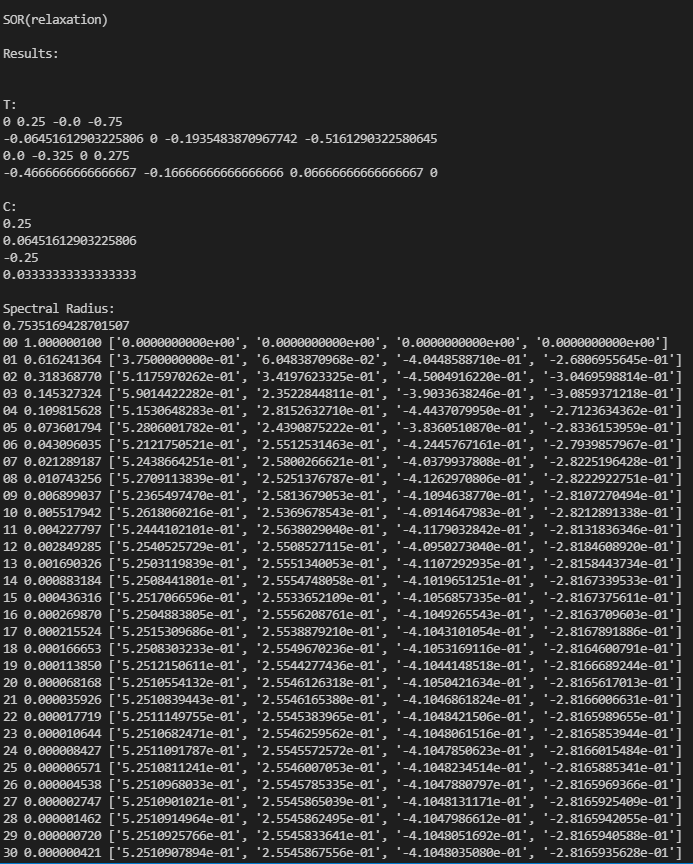 SOR(relaxation)
Results:
T:
0 0.25 -0.0 -0.75
-0.06451612903225806 0 -0.1935483870967742 -0.5161290322580645
0.0 -0.325 0 0.275
-0.4666666666666667 -0.16666666666666666 0.06666666666666667 0
C:
0.25
0.06451612903225806
-0.25
0.03333333333333333
Spectral Radius:
0.7535169428701507
00 1.000000100 ['0.0000000000e+00', '0.0000000000e+00', '0.0000000000e+00', '0.0000000000e+00']
01 0.616241364 ['3.7500000000e-01', '6.0483870968e-02', '-4.0448588710e-01', '-2.6806955645e-01']
02 0.318368770 ['5.1175970262e-01', '3.4197623325e-01', '-4.5004916220e-01', '-3.0469598814e-01']
03 0.145327324 ['5.9014422282e-01', '2.3522844811e-01', '-3.9033638246e-01', '-3.0859371218e-01']
04 0.109815628 ['5.1530648283e-01', '2.8152632710e-01', '-4.4437079950e-01', '-2.7123634362e-01']
05 0.073601794 ['5.2806001782e-01', '2.4390875222e-01', '-3.8360510870e-01', '-2.8336153959e-01']
06 0.043096035 ['5.2121750521e-01', '2.5512531463e-01', '-4.2445767161e-01', '-2.7939857967e-01']
07 0.021289187 ['5.2438664251e-01', '2.5800266621e-01', '-4.0379937808e-01', '-2.8225196428e-01']
08 0.010743256 ['5.2709113839e-01', '2.5251376787e-01', '-4.1262970806e-01', '-2.8222922751e-01']
09 0.006899037 ['5.2365497470e-01', '2.5813679053e-01', '-4.1094638770e-01', '-2.8107270494e-01']
10 0.005517942 ['5.2618060216e-01', '2.5369678543e-01', '-4.0914647983e-01', '-2.8212891338e-01']
11 0.004227797 ['5.2444102101e-01', '2.5638029040e-01', '-4.1179032842e-01', '-2.8131836346e-01']
12 0.002849285 ['5.2540525729e-01', '2.5508527115e-01', '-4.0950273040e-01', '-2.8184608920e-01']
13 0.001690326 ['5.2503119839e-01', '2.5551340053e-01', '-4.1107292935e-01', '-2.8158443734e-01']
14 0.000883184 ['5.2508441801e-01', '2.5554748058e-01', '-4.1019651251e-01', '-2.8167339533e-01']
15 0.000436316 ['5.2517066596e-01', '2.5533652109e-01', '-4.1056857335e-01', '-2.8167375611e-01']
16 0.000269870 ['5.2504883805e-01', '2.5556208761e-01', '-4.1049265543e-01', '-2.8163709603e-01']
17 0.000215524 ['5.2515309686e-01', '2.5538879210e-01', '-4.1043101054e-01', '-2.8167891886e-01']
18 0.000166653 ['5.2508303233e-01', '2.5549670236e-01', '-4.1053169116e-01', '-2.8164600791e-01']
19 0.000113850 ['5.2512150611e-01', '2.5544277436e-01', '-4.1044148518e-01', '-2.8166689244e-01']
20 0.000068168 ['5.2510554132e-01', '2.5546126318e-01', '-4.1050421634e-01', '-2.8165617013e-01']
21 0.000035926 ['5.2510839443e-01', '2.5546165380e-01', '-4.1046861824e-01', '-2.8166006631e-01']
22 0.000017719 ['5.2511149755e-01', '2.5545383965e-01', '-4.1048421506e-01', '-2.8165989655e-01']
23 0.000010644 ['5.2510682471e-01', '2.5546259562e-01', '-4.1048061516e-01', '-2.8165853944e-01']
24 0.000008427 ['5.2511091787e-01', '2.5545572572e-01', '-4.1047850623e-01', '-2.8166015484e-01']
25 0.000006571 ['5.2510811241e-01', '2.5546007053e-01', '-4.1048234514e-01', '-2.8165885341e-01']
26 0.000004538 ['5.2510968033e-01', '2.5545785335e-01', '-4.1047880797e-01', '-2.8165969366e-01']
27 0.000002747 ['5.2510901021e-01', '2.5545865039e-01', '-4.1048131171e-01', '-2.8165925409e-01']
28 0.000001462 ['5.2510914964e-01', '2.5545862495e-01', '-4.1047986612e-01', '-2.8165942055e-01']
29 0.000000720 ['5.2510925766e-01', '2.5545833641e-01', '-4.1048051692e-01', '-2.8165940588e-01']
30 0.000000421 ['5.2510907894e-01', '2.5545867556e-01', '-4.1048035080e-01', '-2.8165935628e-01']